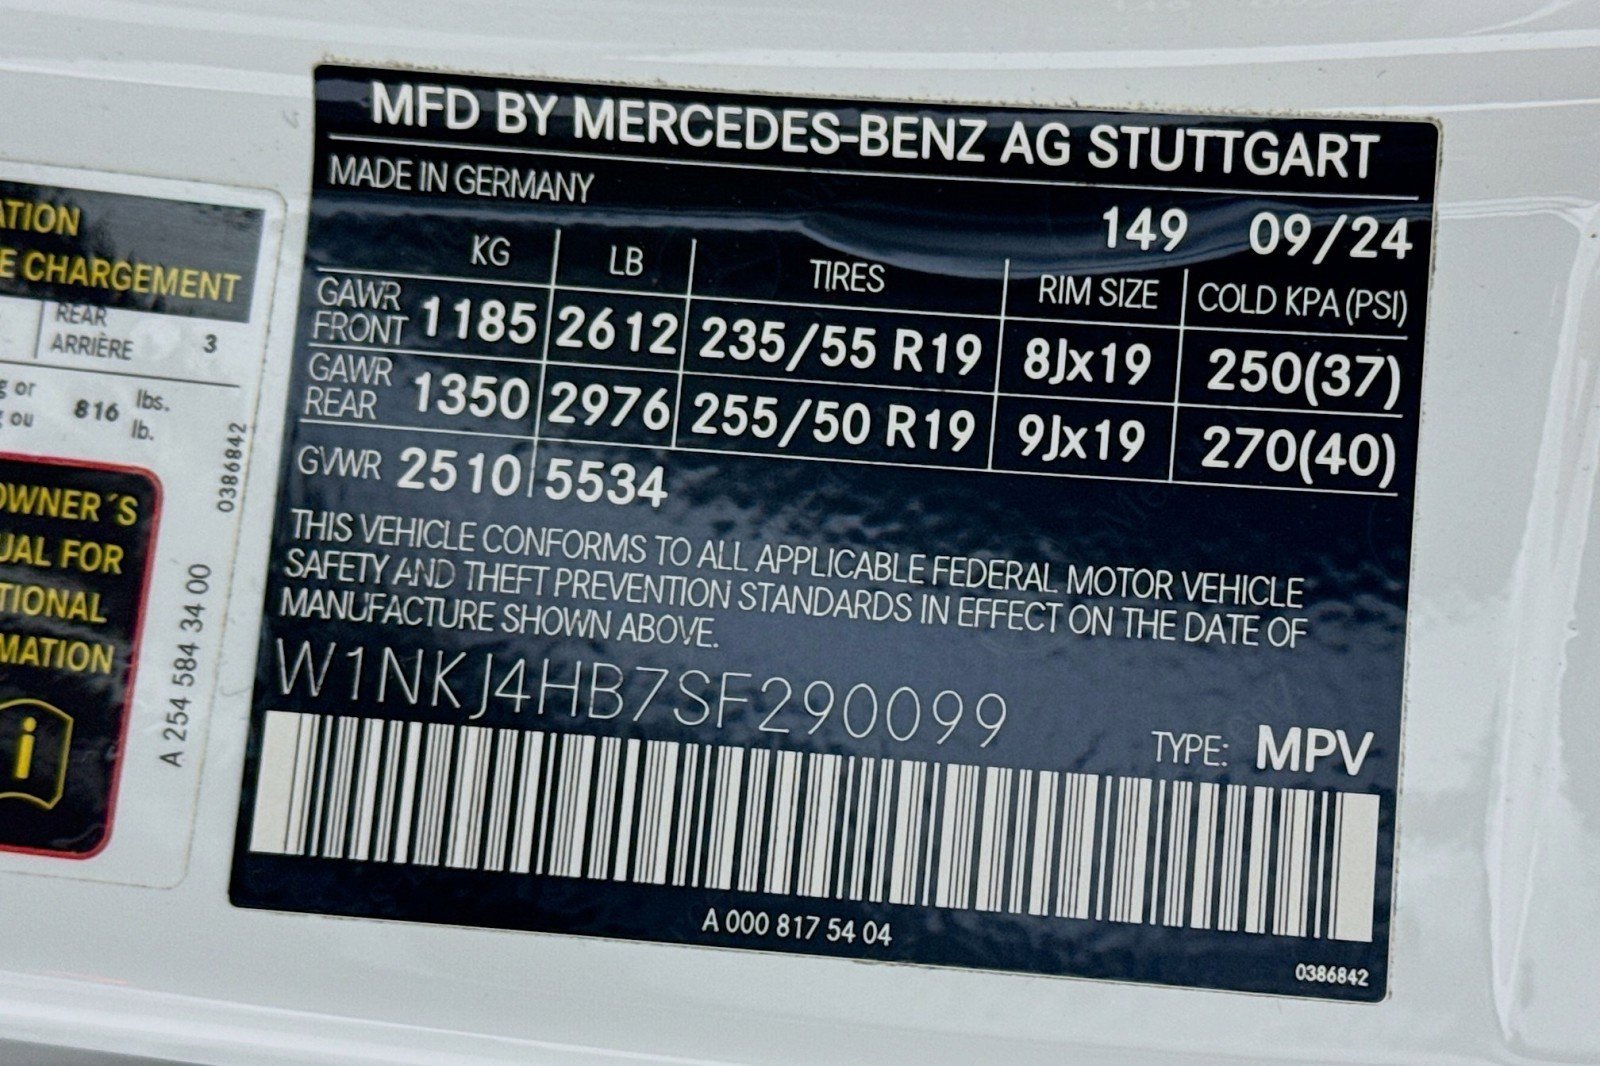 MFD BY MERCEDES-BENZ AG STUTTGART
MADE IN GERMANY
149 09/24
KG LB TIRES RIM SIZE COLD KPA (PSI)
GAWR FRONT 1185 2612 235/55 R19 8Jx19 250(37)
GAWR REAR 1350 2976 255/50 R19 9Jx19 270(40)
GVWR 2510 5534
THIS VEHICLE CONFORMS TO ALL APPLICABLE FEDERAL MOTOR VEHICLE
SAFETY AND THEFT PREVENTION STANDARDS IN EFFECT ON THE DATE OF
MANUFACTURE SHOWN ABOVE.
W1NKJ4HB7SF290099
TYPE: MPV
A 000 817 54 04
0386842
E CHARGEMENT
REAR
ARRIÈRE 3
or 816 lbs.
ou lb.
0386842
OWNER´S
FOR
A 254 584 34 00
i